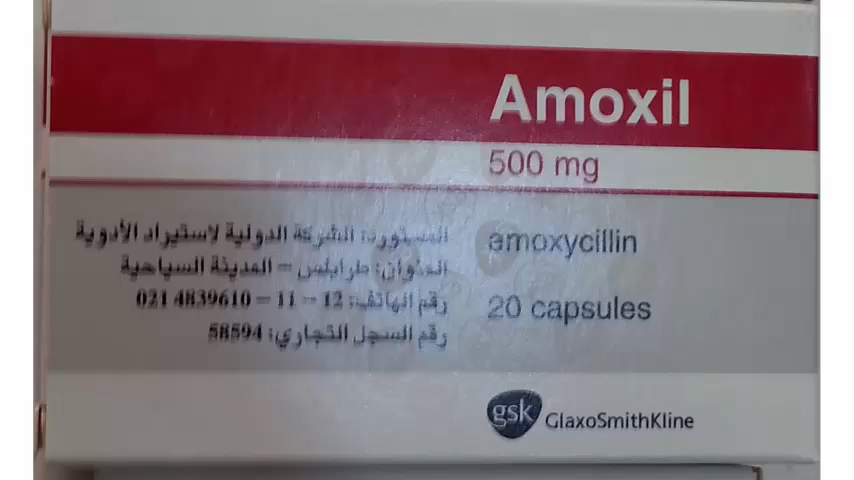 Amoxil
500 mg
amoxycillin
20 capsules
المستورد: الشركة الدولية لاستيراد الأدوية
العنوان: طرابلس – المدينة السياحية
رقم الهاتف: 12 – 11 – 4839610 021
رقم السجل التجاري: 58594
gsk GlaxoSmithKline